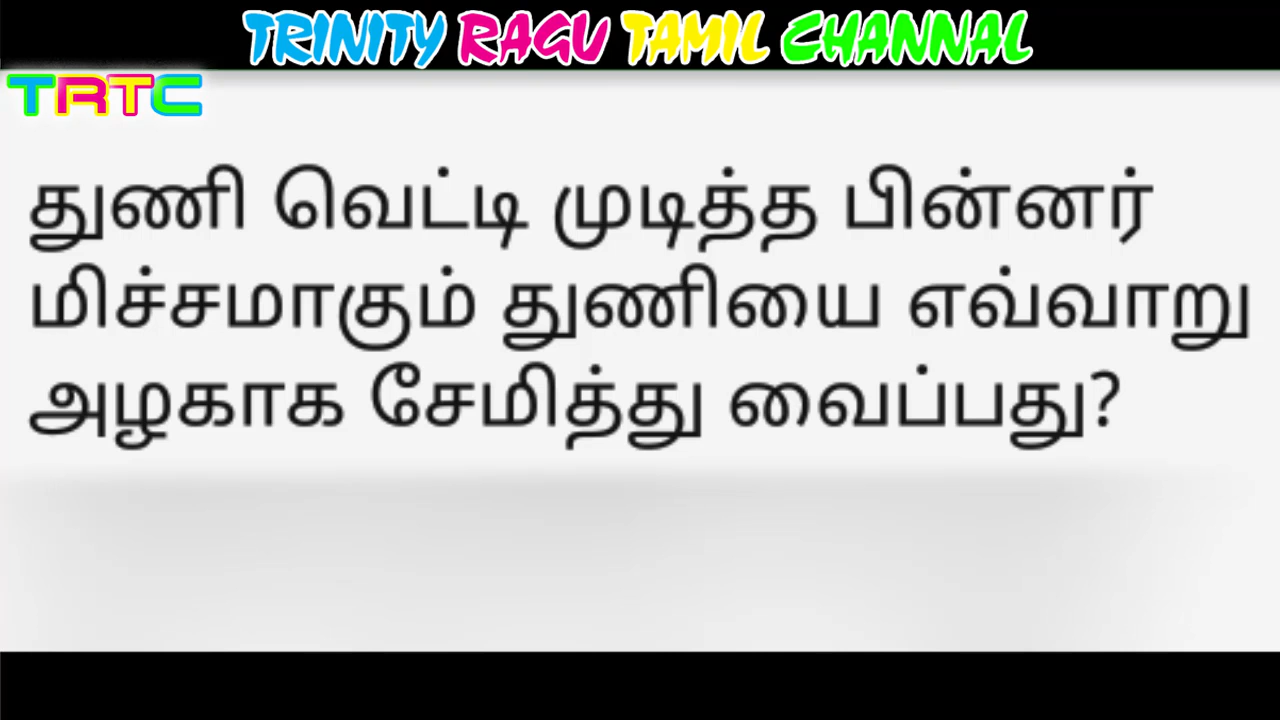 TRINITY RAGU TAMIL CHANNAL
TRTC
துணி வெட்டி முடித்த பின்னர்
மிச்சமாகும் துணியை எவ்வாறு
அழகாக சேமித்து வைப்பது?